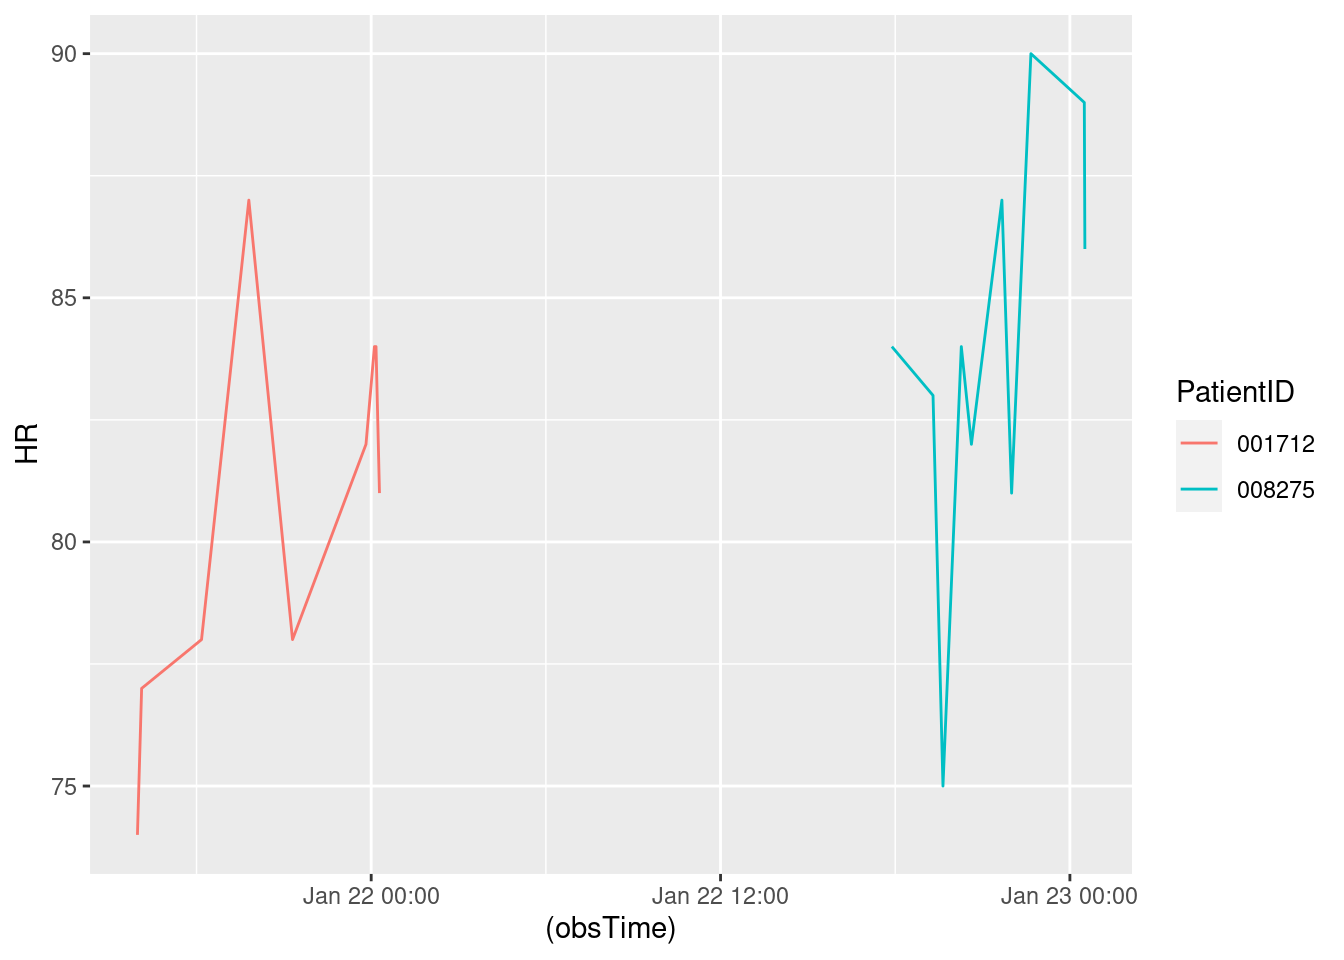 90
85
80
75
HR
Jan 22 00:00
Jan 22 12:00
Jan 23 00:00
(obsTime)
PatientID
001712
008275